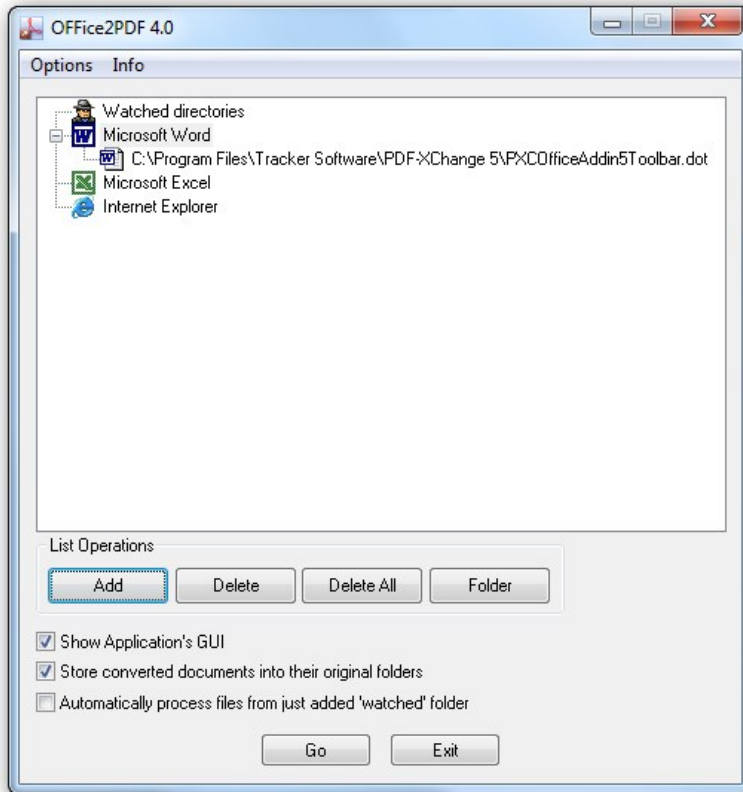 OFFice2PDF 4.0
Options Info
Watched directories
Microsoft Word
C:\Program Files\Tracker Software\PDF-XChange 5\PXCOfficeAddin5Toolbar.dot
Microsoft Excel
Internet Explorer
List Operations
Add Delete Delete All Folder
Show Application's GUI
Store converted documents into their original folders
Automatically process files from just added 'watched' folder
Go Exit